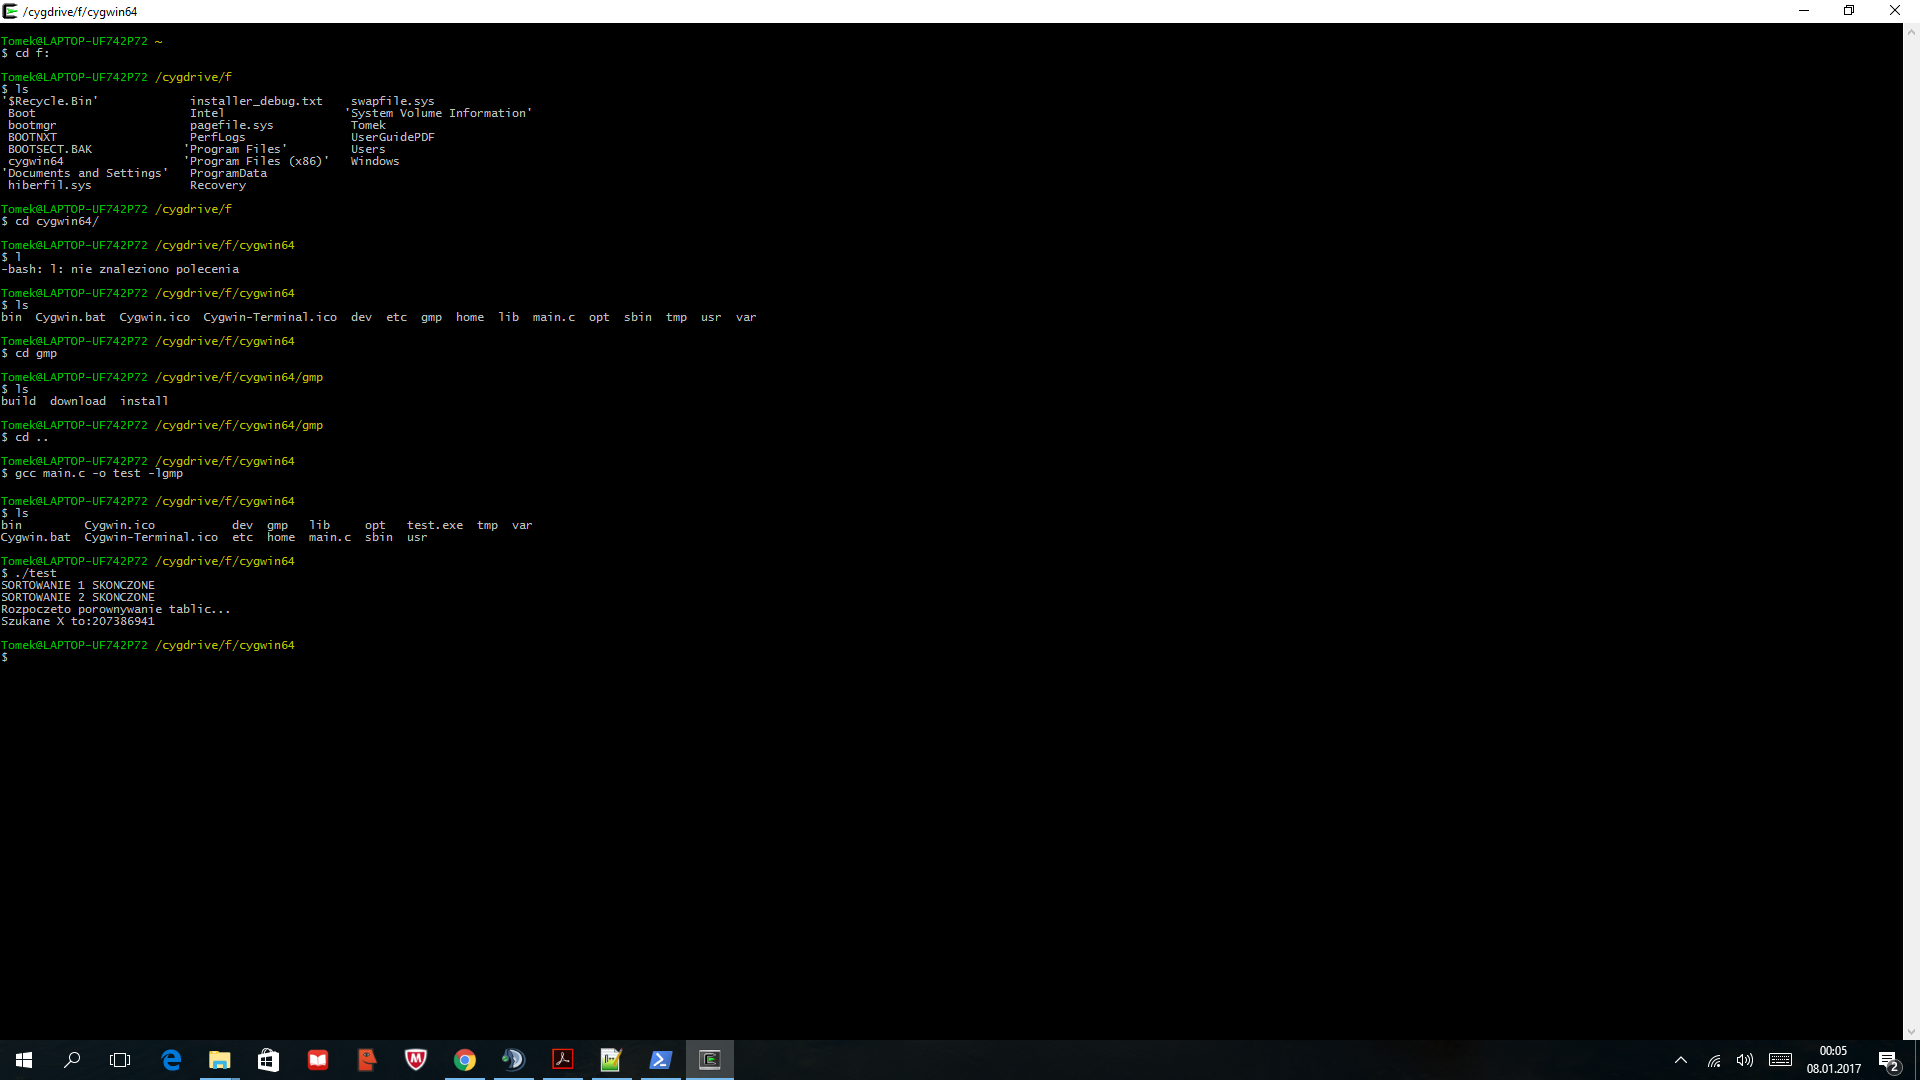 /cygdrive/f/cygwin64
Tomek@LAPTOP-UF742P72 ~
$ cd f:
Tomek@LAPTOP-UF742P72 /cygdrive/f
$ ls
'$Recycle.Bin' installer_debug.txt swapfile.sys
Boot Intel 'System Volume Information'
bootmgr pagefile.sys Tomek
BOOTNXT PerfLogs UserGuidePDF
BOOTSECT.BAK 'Program Files' Users
cygwin64 'Program Files (x86)' Windows
'Documents and Settings' ProgramData
hiberfil.sys Recovery
Tomek@LAPTOP-UF742P72 /cygdrive/f
$ cd cygwin64/
Tomek@LAPTOP-UF742P72 /cygdrive/f/cygwin64
$ l
-bash: l: nie znaleziono polecenia
Tomek@LAPTOP-UF742P72 /cygdrive/f/cygwin64
$ ls
bin Cygwin.bat Cygwin.ico Cygwin-Terminal.ico dev etc gmp home lib main.c opt sbin tmp usr var
Tomek@LAPTOP-UF742P72 /cygdrive/f/cygwin64
$ cd gmp
Tomek@LAPTOP-UF742P72 /cygdrive/f/cygwin64/gmp
$ ls
build download install
Tomek@LAPTOP-UF742P72 /cygdrive/f/cygwin64/gmp
$ cd ..
Tomek@LAPTOP-UF742P72 /cygdrive/f/cygwin64
$ gcc main.c -o test -lgmp
Tomek@LAPTOP-UF742P72 /cygdrive/f/cygwin64
$ ls
bin Cygwin.ico dev gmp lib opt test.exe tmp var
Cygwin.bat Cygwin-Terminal.ico etc home main.c sbin usr
Tomek@LAPTOP-UF742P72 /cygdrive/f/cygwin64
$ ./test
SORTOWANIE 1 SKONCZONE
SORTOWANIE 2 SKONCZONE
Rozpoczeto porownywanie tablic...
Szukane X to:207386941
Tomek@LAPTOP-UF742P72 /cygdrive/f/cygwin64
$
00:05
08.01.2017
2